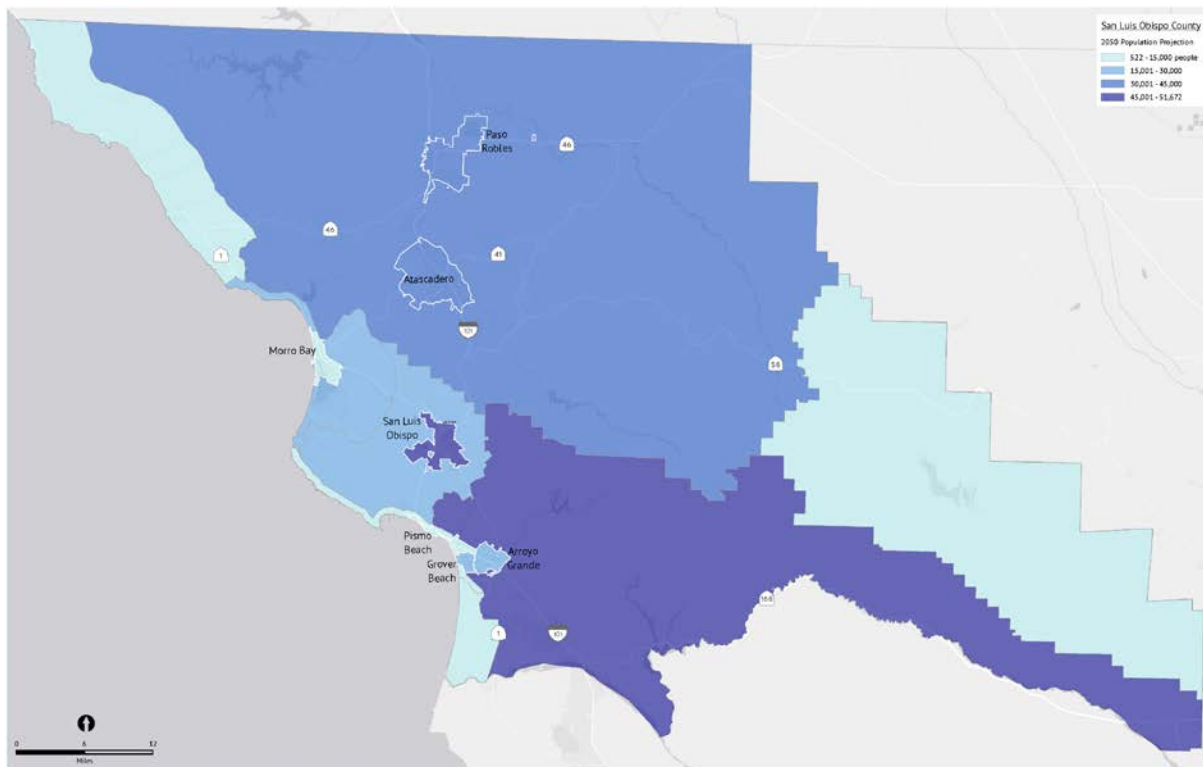 San Luis Obispo County
2050 Population Projection
522 - 15,000 people
15,001 - 30,000
30,001 - 45,000
45,001 - 51,672
Paso
Robles
46
46
1
41
Atascadero
101
Morro Bay
58
San Luis
Obispo
Pismo
Beach
Arroyo
Grande
Grover
Beach
166
1
101
0 6 12
Miles